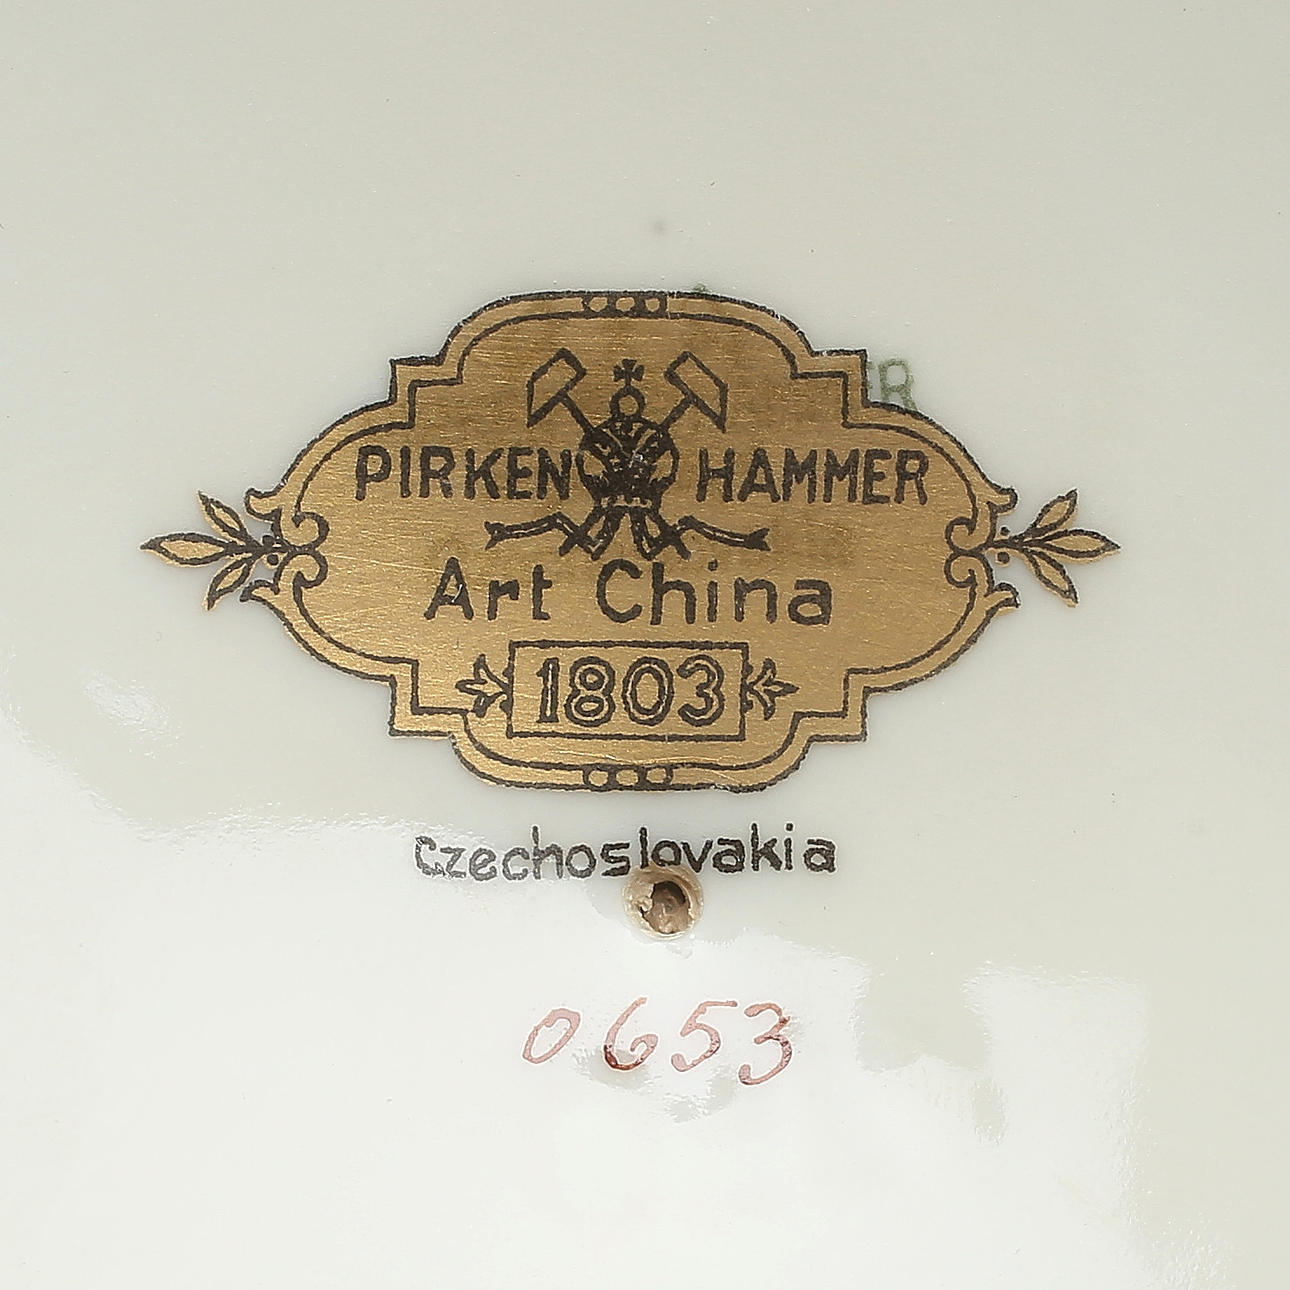 PIRKEN HAMMER
Art China
1803
Czechoslovakia
0653